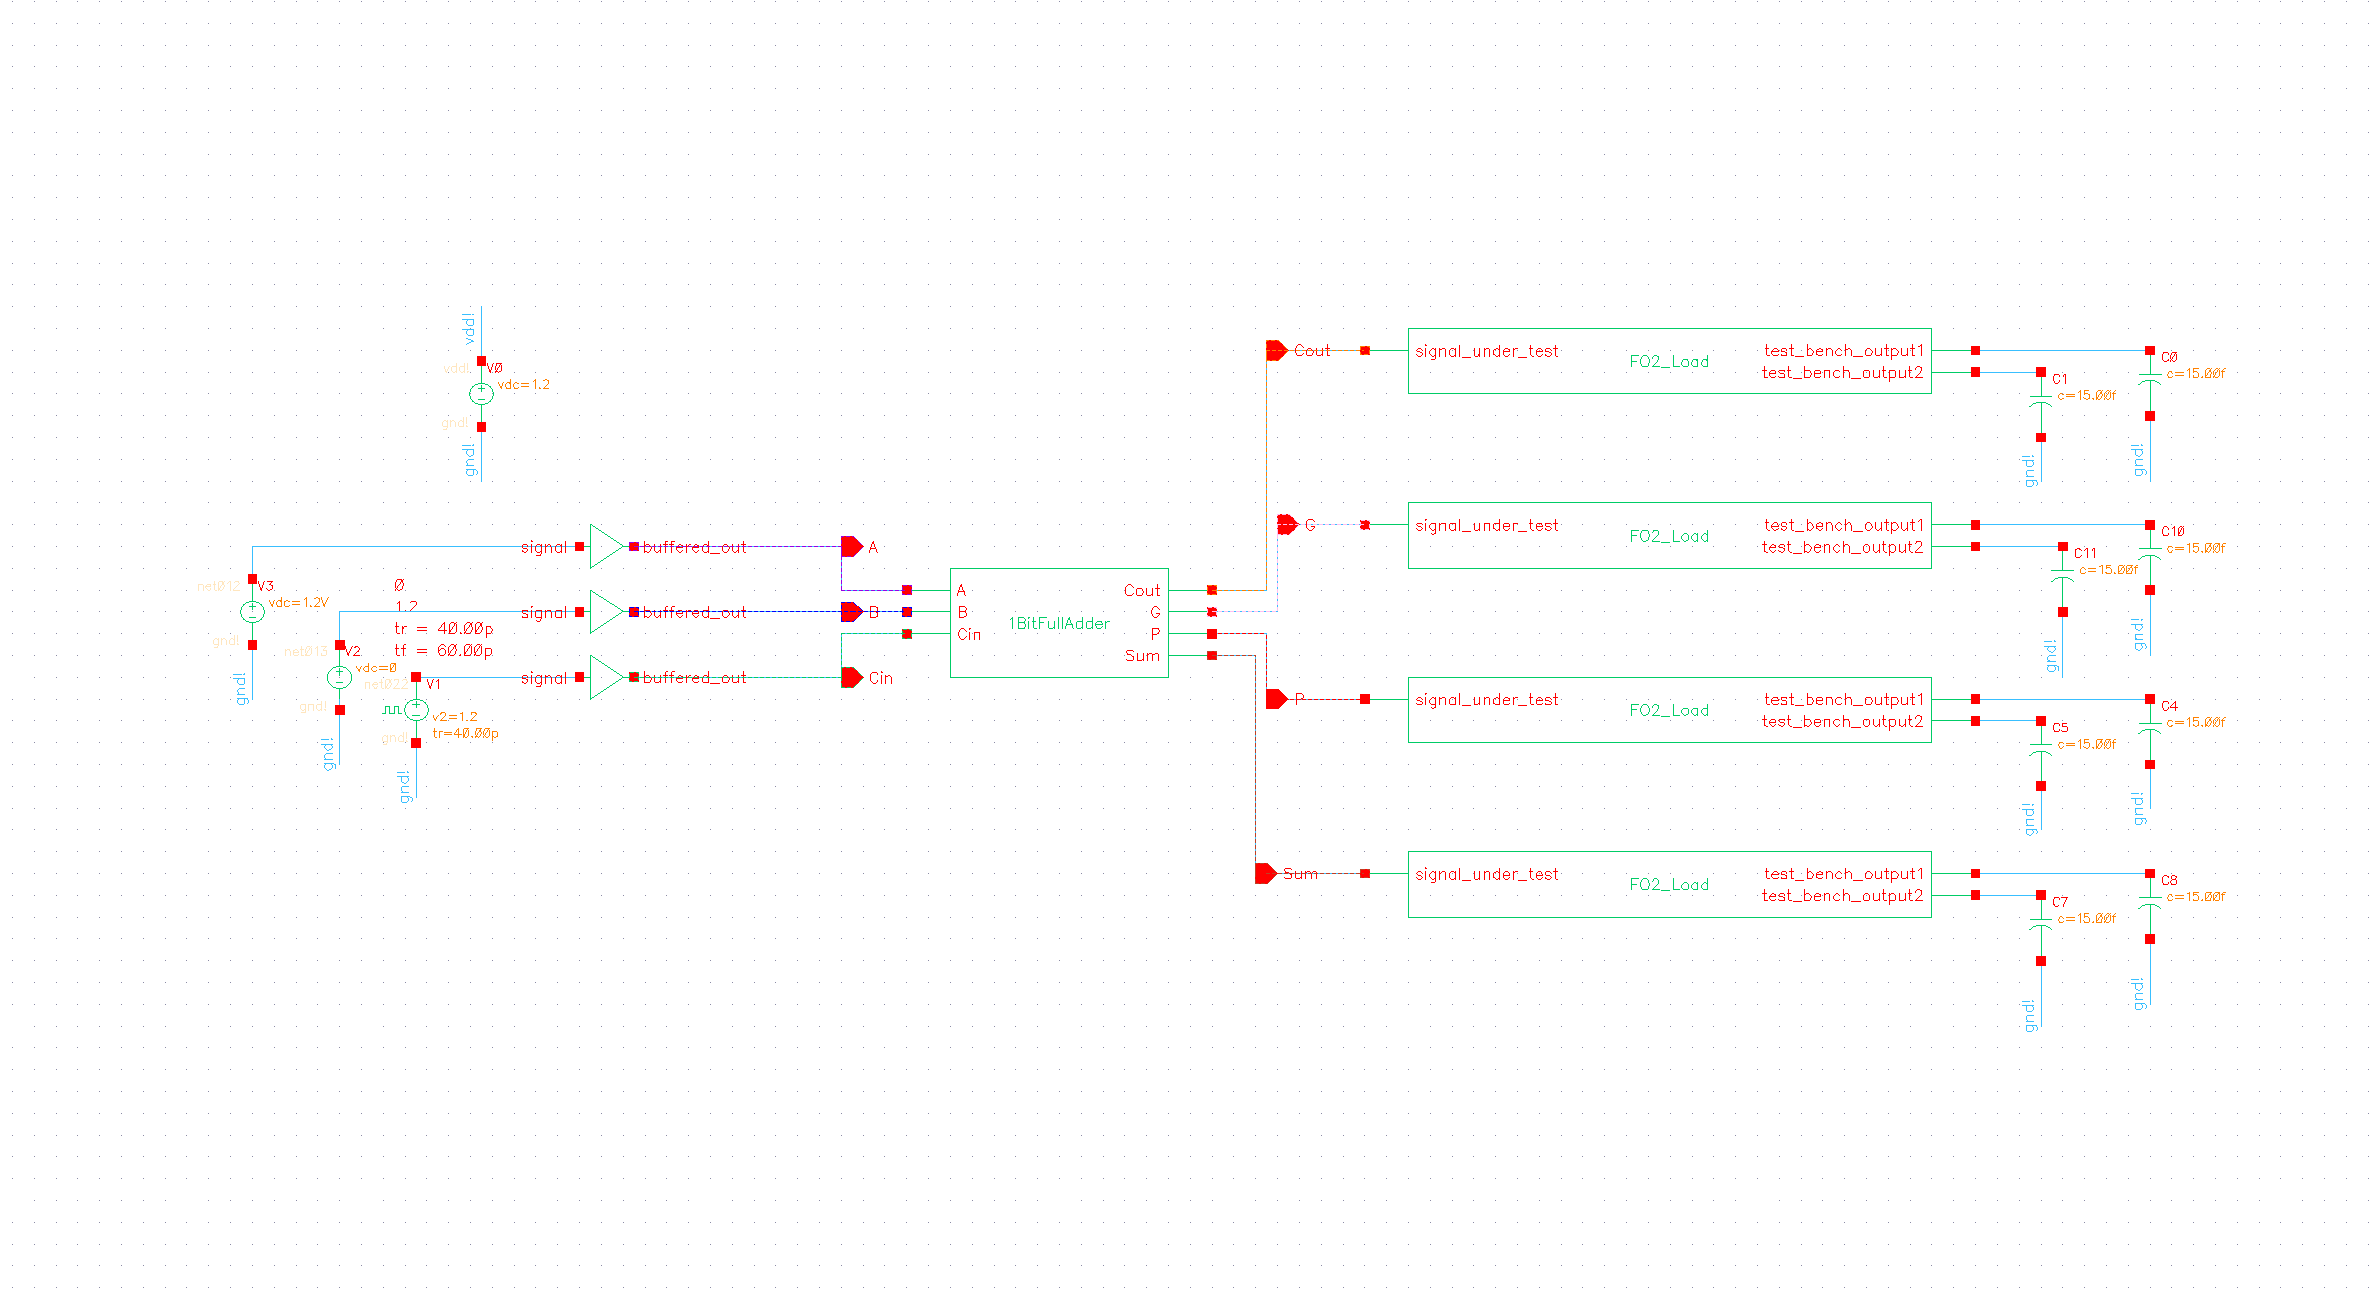 vdd!
vdd!
V0
vdc=1.2
gnd!
gnd!
Cout
signal_under_test
FO2_Load
test_bench_output1
test_bench_output2
C1
c=15.00f
C0
c=15.00f
gnd!
gnd!
G
signal_under_test
FO2_Load
test_bench_output1
test_bench_output2
C11
c=15.00f
C10
c=15.00f
gnd!
gnd!
signal
buffered_out
A
net012
V3
vdc=1.2V
gnd!
gnd!
0
1.2
tr = 40.00p
tf = 60.00p
signal
buffered_out
B
net013
V2
vdc=0
gnd!
gnd!
signal
buffered_out
Cin
net022
V1
v2=1.2
tr=40.00p
gnd!
gnd!
A
B
Cin
1BitFullAdder
Cout
G
P
Sum
P
signal_under_test
FO2_Load
test_bench_output1
test_bench_output2
C5
c=15.00f
C4
c=15.00f
gnd!
gnd!
Sum
signal_under_test
FO2_Load
test_bench_output1
test_bench_output2
C7
c=15.00f
C8
c=15.00f
gnd!
gnd!